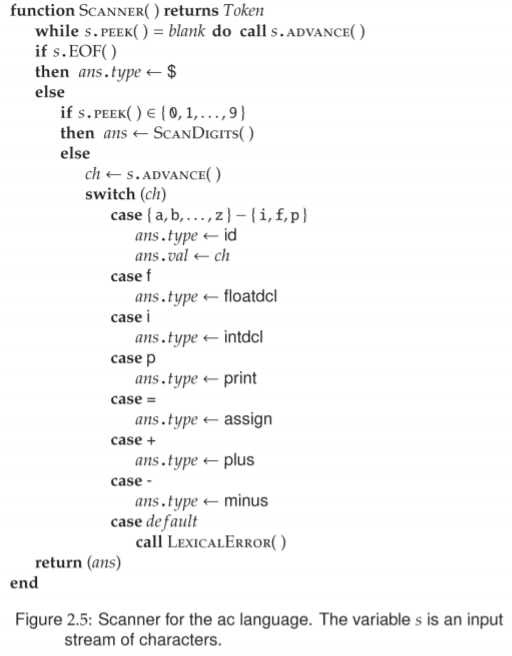 function SCANNER( ) returns Token
while s.PEEK( ) = blank do call s.ADVANCE( )
if s.EOF( )
then ans.type ← $
else
if s.PEEK( ) ∈ { 0, 1, . . . , 9 }
then ans ← SCANDIGITS( )
else
ch ← s.ADVANCE( )
switch (ch)
case { a, b, . . . , z } − { i, f, p }
ans.type ← id
ans.val ← ch
case f
ans.type ← floatdcl
case i
ans.type ← intdcl
case p
ans.type ← print
case =
ans.type ← assign
case +
ans.type ← plus
case -
ans.type ← minus
case default
call LEXICALERROR( )
return (ans)
end
Figure 2.5: Scanner for the ac language. The variable s is an input
stream of characters.